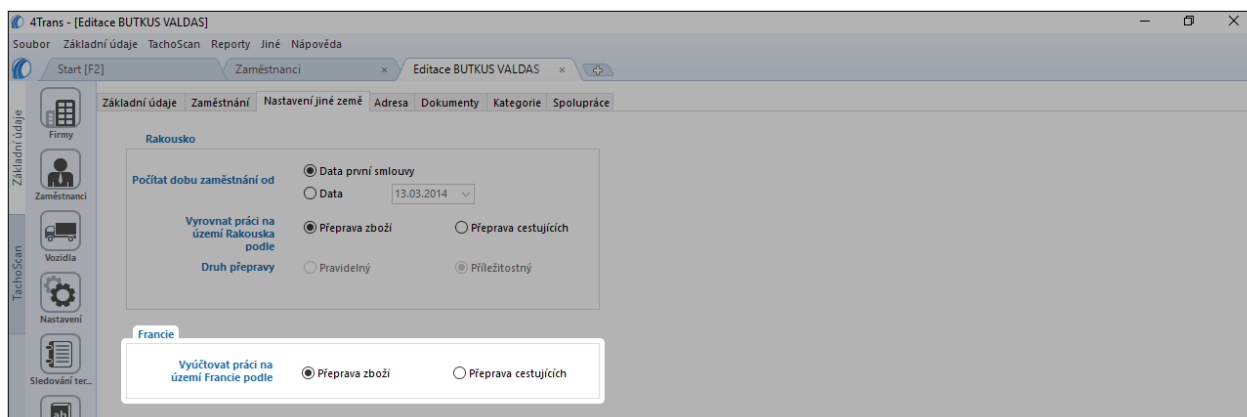 4Trans - [Editace BUTKUS VALDAS]
Soubor Základní údaje TachoScan Reporty Jiné Nápověda
Start [F2] Zaměstnanci × Editace BUTKUS VALDAS ×
Základní údaje
TachoScan
Firmy
Zaměstnanci
Vozidla
Nastavení
Sledování ter...
ab
Základní údaje Zaměstnání Nastavení jiné země Adresa Dokumenty Kategorie Spolupráce
Rakousko
Počítat dobu zaměstnání od
Data první smlouvy
Data 13.03.2014
Vyrovnat práci na
území Rakouska
podle
Přeprava zboží Přeprava cestujících
Druh přepravy Pravidelný Příležitostný
Francie
Vyúčtovat práci na
území Francie podle
Přeprava zboží Přeprava cestujících